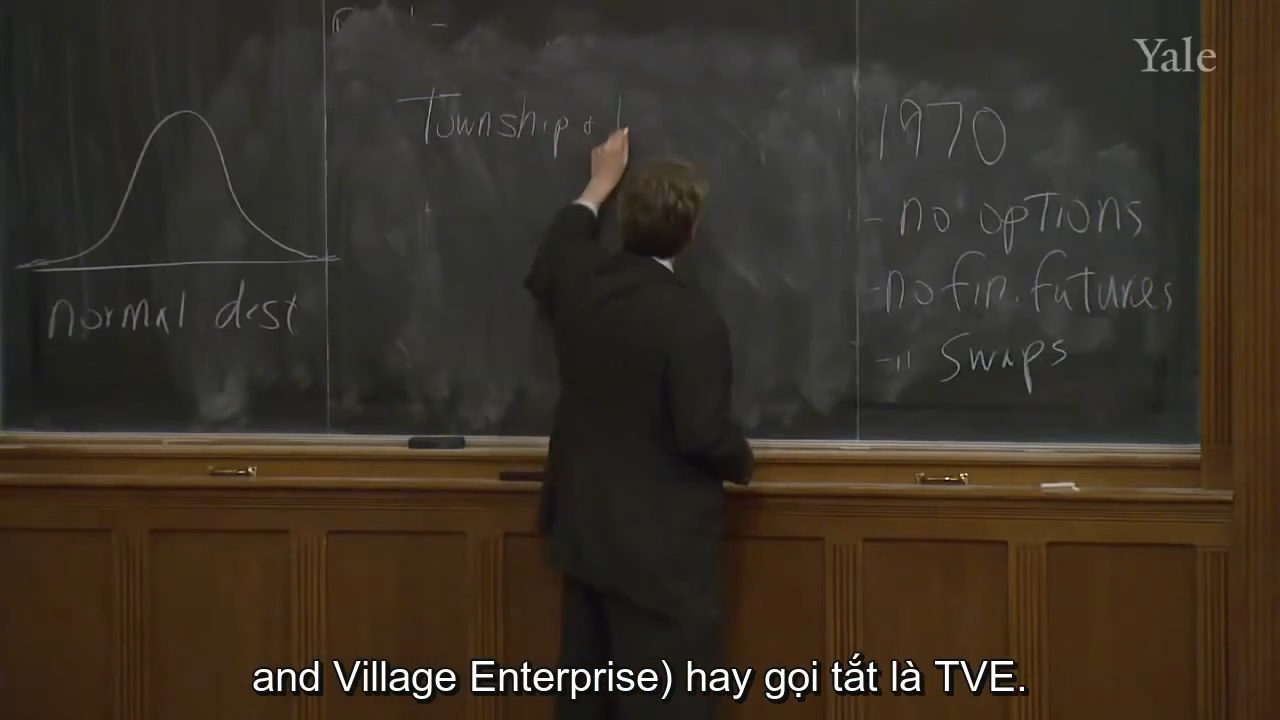 Yale
Township &
normal dist
1970
- no options
- no fin. futures
- " swaps
and Village Enterprise) hay gọi tắt là TVE.